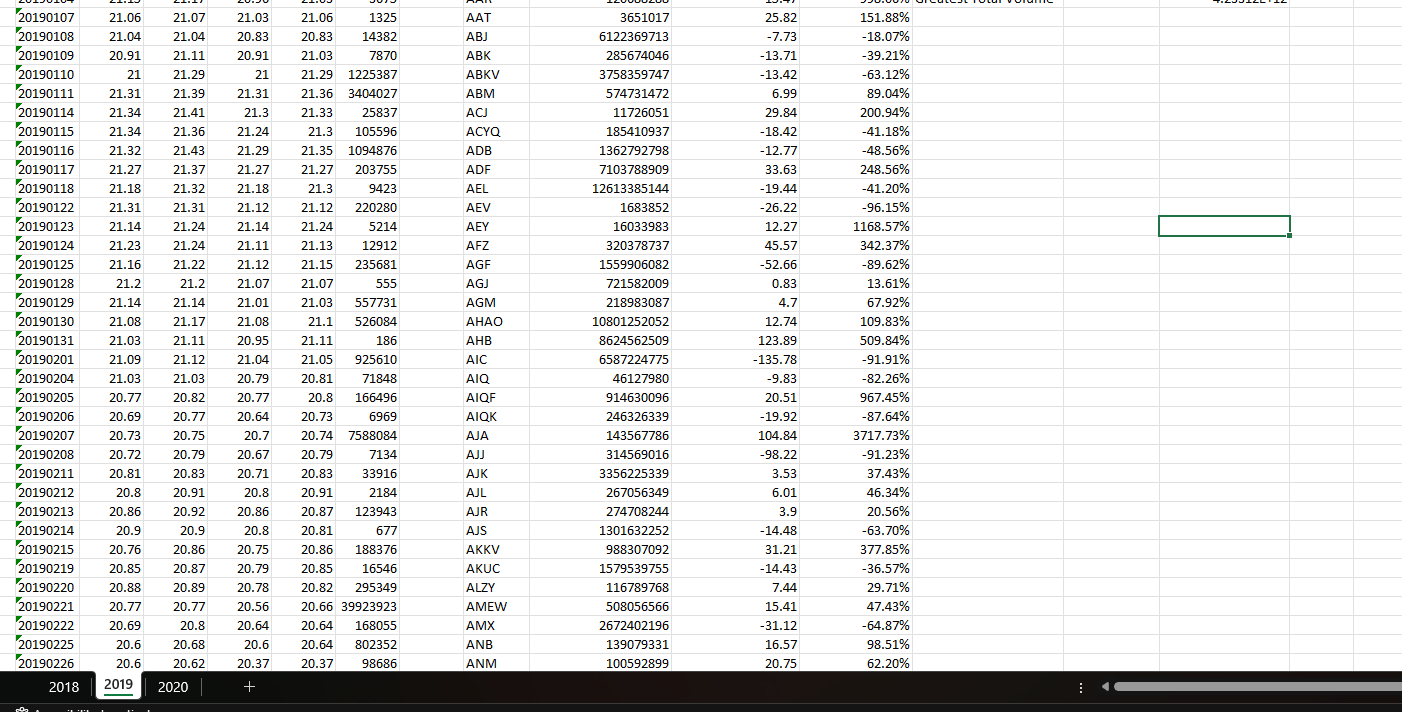 20190107 21.06 21.07 21.03 21.06 1325 AAT 3651017 25.82 151.88%
20190108 21.04 21.04 20.83 20.83 14382 ABJ 6122369713 -7.73 -18.07%
20190109 20.91 21.11 20.91 21.03 7870 ABK 285674046 -13.71 -39.21%
20190110 21 21.29 21 21.29 1225387 ABKV 3758359747 -13.42 -63.12%
20190111 21.31 21.39 21.31 21.36 3404027 ABM 574731472 6.99 89.04%
20190114 21.34 21.41 21.3 21.33 25837 ACJ 11726051 29.84 200.94%
20190115 21.34 21.36 21.24 21.3 105596 ACYQ 185410937 -18.42 -41.18%
20190116 21.32 21.43 21.29 21.35 1094876 ADB 1362792798 -12.77 -48.56%
20190117 21.27 21.37 21.27 21.27 203755 ADF 7103788909 33.63 248.56%
20190118 21.18 21.32 21.18 21.3 9423 AEL 12613385144 -19.44 -41.20%
20190122 21.31 21.31 21.12 21.12 220280 AEV 1683852 -26.22 -96.15%
20190123 21.14 21.24 21.14 21.24 5214 AEY 16033983 12.27 1168.57%
20190124 21.23 21.24 21.11 21.13 12912 AFZ 320378737 45.57 342.37%
20190125 21.16 21.22 21.12 21.15 235681 AGF 1559906082 -52.66 -89.62%
20190128 21.2 21.2 21.07 21.07 555 AGJ 721582009 0.83 13.61%
20190129 21.14 21.14 21.01 21.03 557731 AGM 218983087 4.7 67.92%
20190130 21.08 21.17 21.08 21.1 526084 AHAO 10801252052 12.74 109.83%
20190131 21.03 21.11 20.95 21.11 186 AHB 8624562509 123.89 509.84%
20190201 21.09 21.12 21.04 21.05 925610 AIC 6587224775 -135.78 -91.91%
20190204 21.03 21.03 20.79 20.81 71848 AIQ 46127980 -9.83 -82.26%
20190205 20.77 20.82 20.77 20.8 166496 AIQF 914630096 20.51 967.45%
20190206 20.69 20.77 20.64 20.73 6969 AIQK 246326339 -19.92 -87.64%
20190207 20.73 20.75 20.7 20.74 7588084 AJA 143567786 104.84 3717.73%
20190208 20.72 20.79 20.67 20.79 7134 AJJ 314569016 -98.22 -91.23%
20190211 20.81 20.83 20.71 20.83 33916 AJK 3356225339 3.53 37.43%
20190212 20.8 20.91 20.8 20.91 2184 AJL 267056349 6.01 46.34%
20190213 20.86 20.92 20.86 20.87 123943 AJR 274708244 3.9 20.56%
20190214 20.9 20.9 20.8 20.81 677 AJS 1301632252 -14.48 -63.70%
20190215 20.76 20.86 20.75 20.86 188376 AKKV 988307092 31.21 377.85%
20190219 20.85 20.87 20.79 20.85 16546 AKUC 1579539755 -14.43 -36.57%
20190220 20.88 20.89 20.78 20.82 295349 ALZY 116789768 7.44 29.71%
20190221 20.77 20.77 20.56 20.66 39923923 AMEW 508056566 15.41 47.43%
20190222 20.69 20.8 20.64 20.64 168055 AMX 2672402196 -31.12 -64.87%
20190225 20.6 20.68 20.6 20.64 802352 ANB 139079331 16.57 98.51%
20190226 20.6 20.62 20.37 20.37 98686 ANM 100592899 20.75 62.20%
2018 2019 2020 +